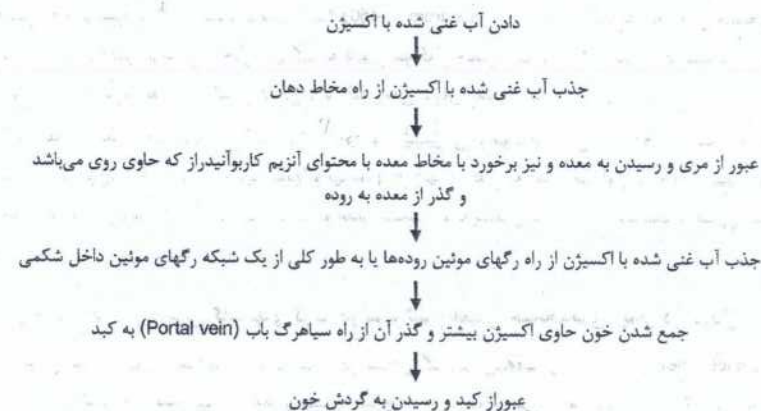 دادن آب غنی شده با اکسیژن
جذب آب غنی شده با اکسیژن از راه مخاط دهان
عبور از مری و رسیدن به معده و نیز برخورد با مخاط معده با محتوای آنزیم کاربوآنیدراز که حاوی روی می‌باشد
و گذر از معده به روده
جذب آب غنی شده با اکسیژن از راه رگهای موئین روده‌ها یا به طور کلی از یک شبکه رگهای موئین داخل شکمی
جمع شدن خون حاوی اکسیژن بیشتر و گذر آن از راه سیاهرگ باب (Portal vein) به کبد
عبوراز کبد و رسیدن به گردش خون